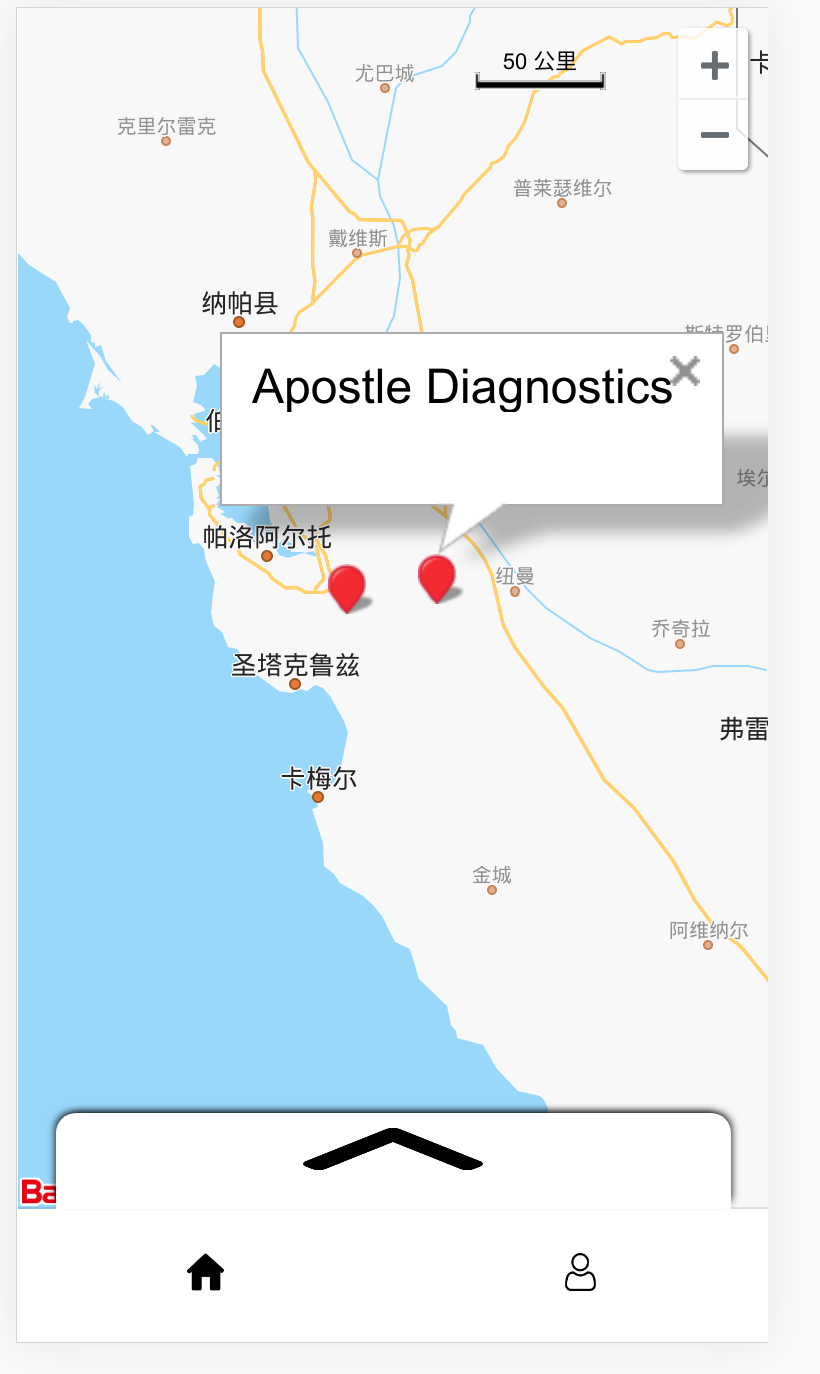 50 公里
卡
尤巴城
克里尔雷克
普莱瑟维尔
戴维斯
纳帕县
斯特罗伯
Apostle Diagnostics
伯
埃尔
帕洛阿尔托
纽曼
乔奇拉
圣塔克鲁兹
弗雷
卡梅尔
金城
阿维纳尔
Ba